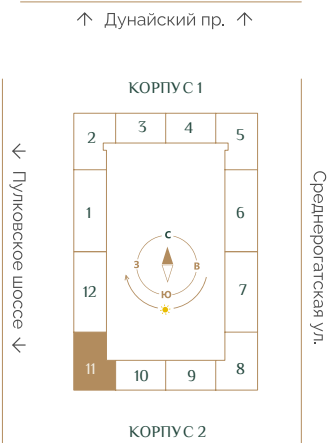 ↑ Дунайский пр. ↑
КОРПУС 1
2 3 4 5
1 6
12 7
11 10 9 8
С
З В
Ю
← Пулковское шоссе ←
Среднерогатская ул.
КОРПУС 2